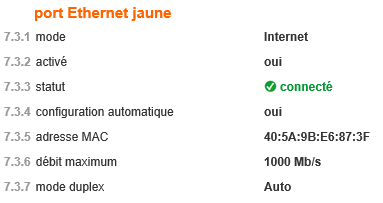 port Ethernet jaune
7.3.1 mode Internet
7.3.2 activé oui
7.3.3 statut connecté
7.3.4 configuration automatique oui
7.3.5 adresse MAC 40:5A:9B:E6:87:3F
7.3.6 débit maximum 1000 Mb/s
7.3.7 mode duplex Auto